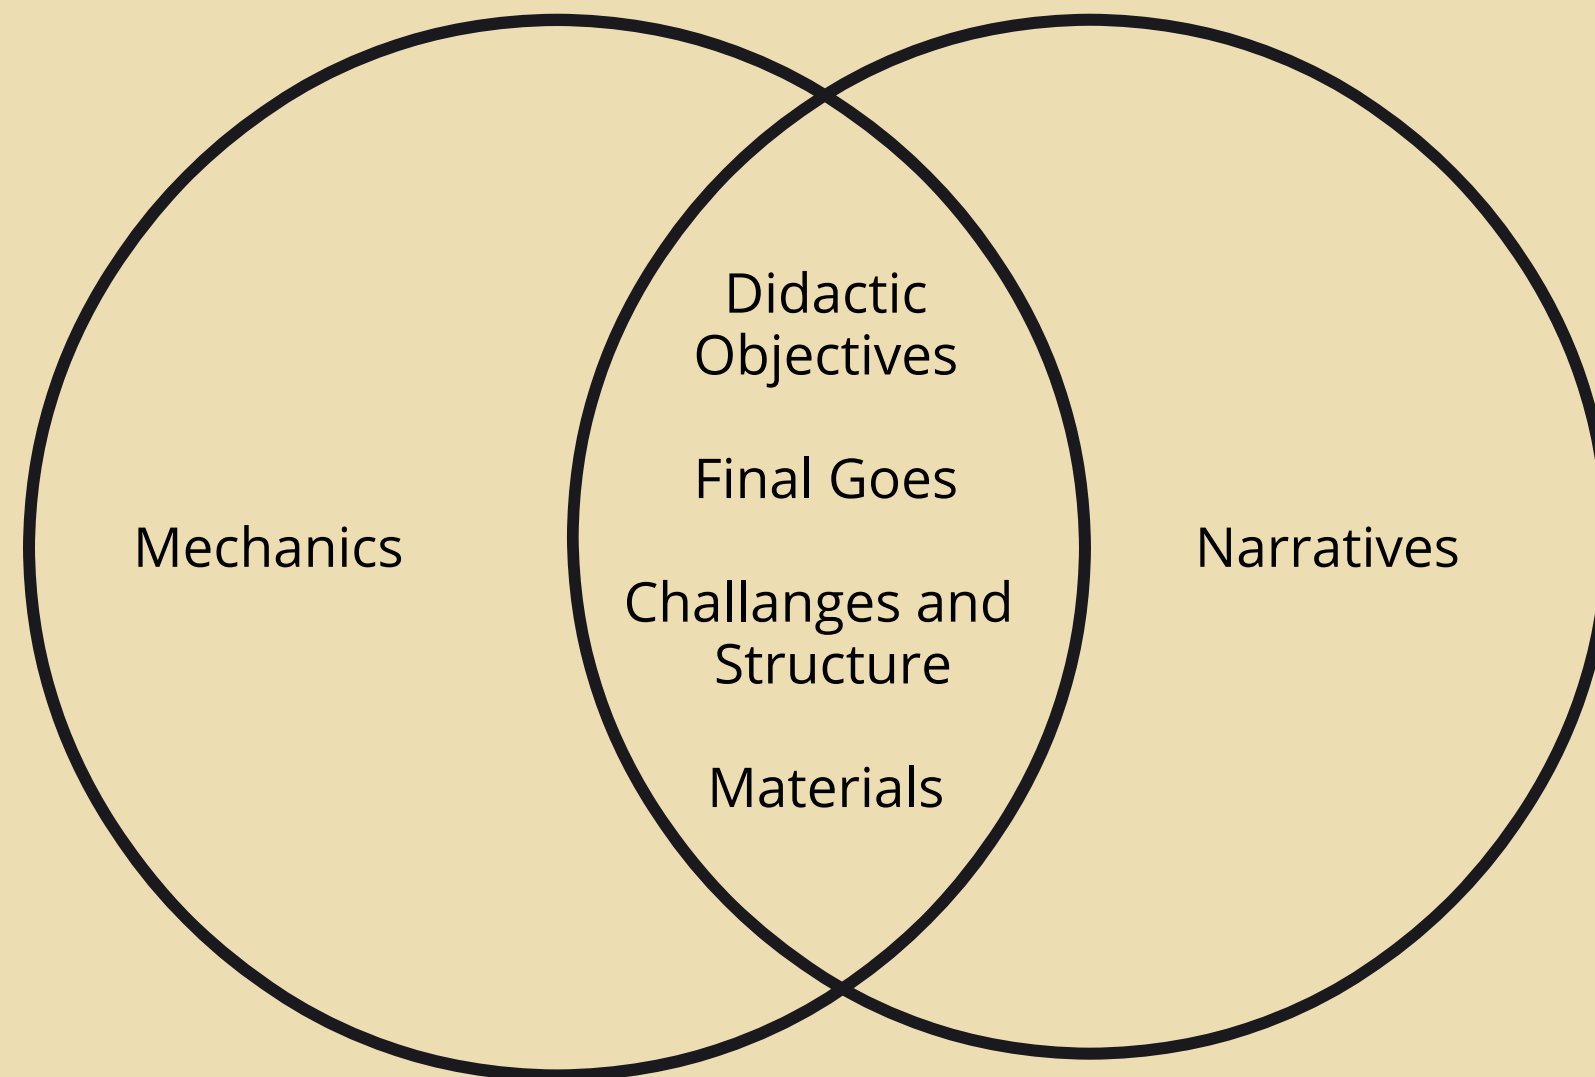 Didactic
Objectives
Final Goes
Mechanics
Narratives
Challanges and
Structure
Materials